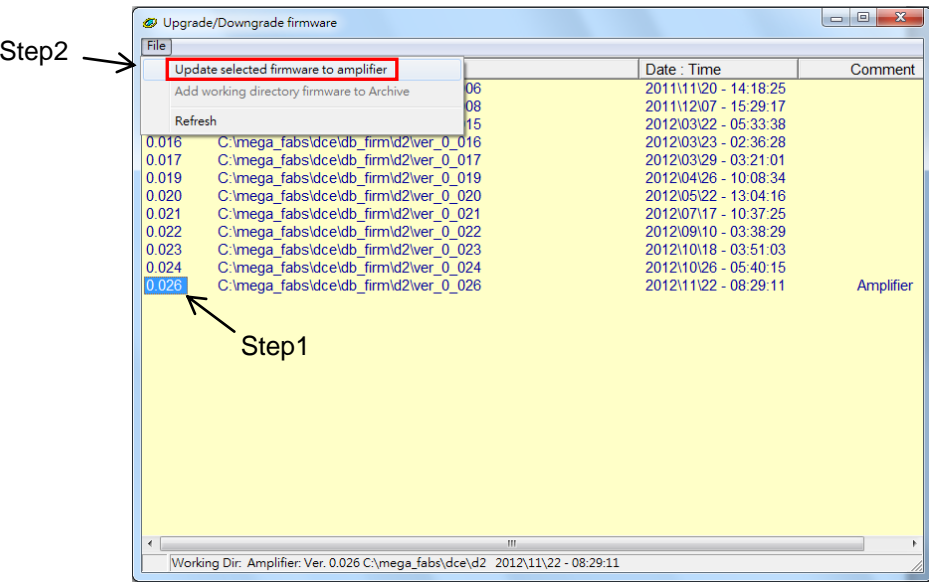 Upgrade/Downgrade firmware
File
Step2
Update selected firmware to amplifier
Date : Time Comment
06 2011\11\20 - 14:18:25
Add working directory firmware to Archive
08 2011\12\07 - 15:29:17
Refresh
15 2012\03\22 - 05:33:38
0.016 C:\mega_fabs\dce\db_firm\d2\ver_0_016 2012\03\23 - 02:36:28
0.017 C:\mega_fabs\dce\db_firm\d2\ver_0_017 2012\03\29 - 03:21:01
0.019 C:\mega_fabs\dce\db_firm\d2\ver_0_019 2012\04\26 - 10:08:34
0.020 C:\mega_fabs\dce\db_firm\d2\ver_0_020 2012\05\22 - 13:04:16
0.021 C:\mega_fabs\dce\db_firm\d2\ver_0_021 2012\07\17 - 10:37:25
0.022 C:\mega_fabs\dce\db_firm\d2\ver_0_022 2012\09\10 - 03:38:29
0.023 C:\mega_fabs\dce\db_firm\d2\ver_0_023 2012\10\18 - 03:51:03
0.024 C:\mega_fabs\dce\db_firm\d2\ver_0_024 2012\10\26 - 05:40:15
0.026 C:\mega_fabs\dce\db_firm\d2\ver_0_026 2012\11\22 - 08:29:11 Amplifier
Step1
Working Dir: Amplifier: Ver. 0.026 C:\mega_fabs\dce\d2 2012\11\22 - 08:29:11